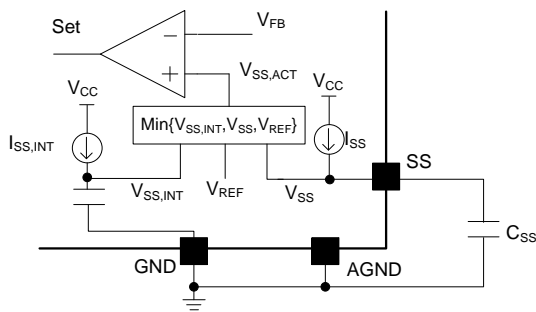 Set
V_FB
V_SS,ACT
V_CC
V_CC
Min{V_SS,INT,V_SS,V_REF}
I_SS,INT
I_SS
SS
V_SS,INT
V_REF
V_SS
C_SS
GND
AGND